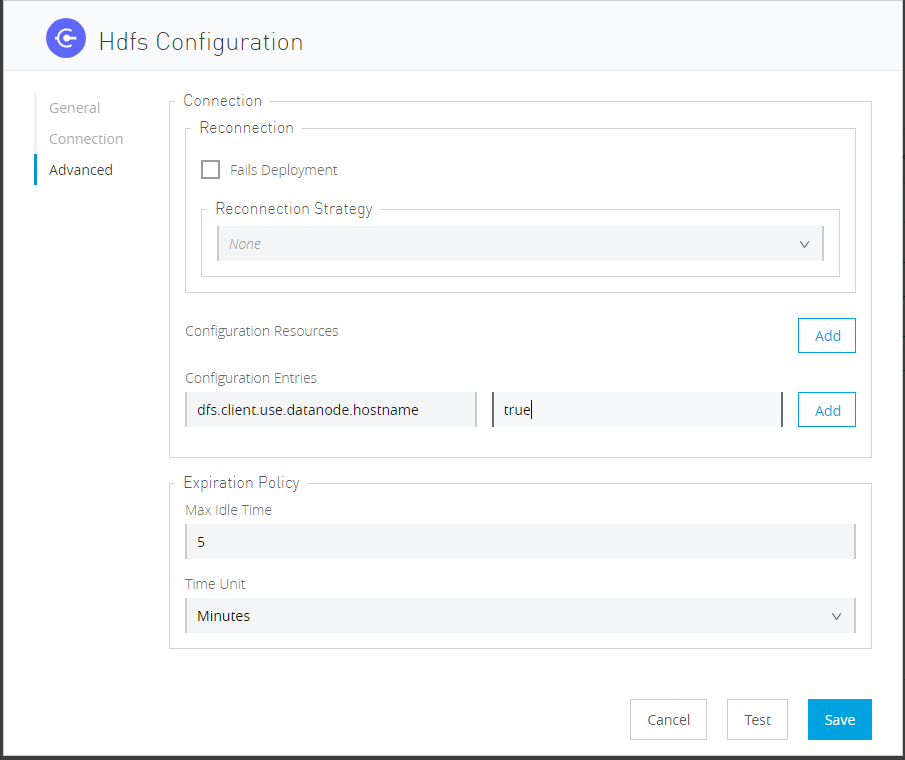 Hdfs Configuration
General
Connection
Advanced
Connection
Reconnection
Fails Deployment
Reconnection Strategy
None
Configuration Resources
Add
Configuration Entries
dfs.client.use.datanode.hostname true Add
Expiration Policy
Max Idle Time
5
Time Unit
Minutes
Cancel Test Save